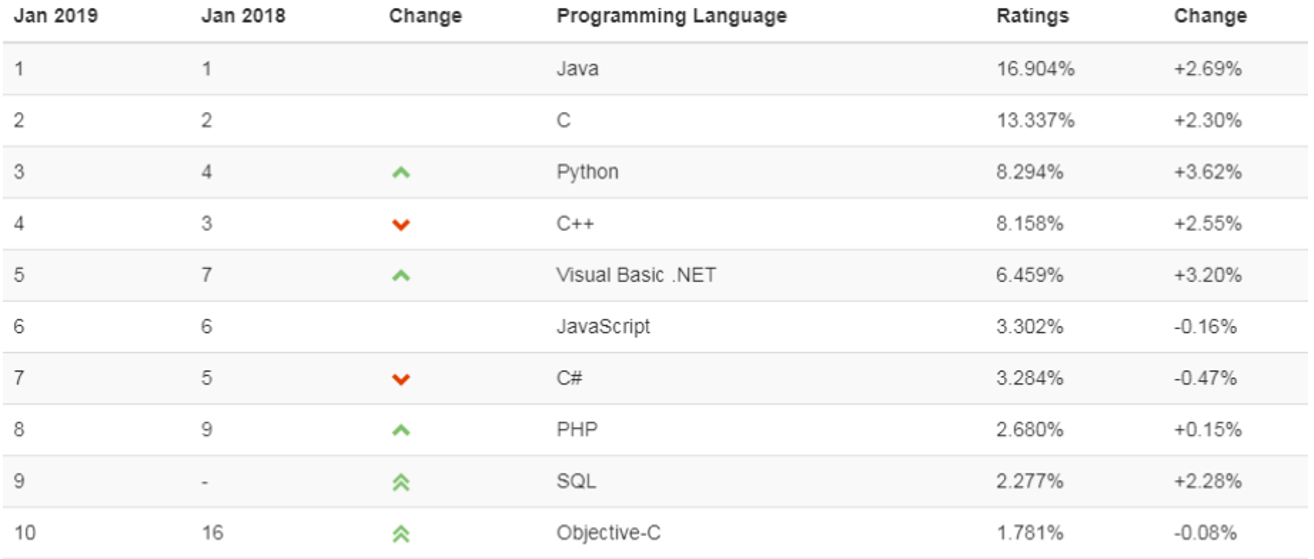 Jan 2019 Jan 2018 Change Programming Language Ratings Change
1 1 Java 16.904% +2.69%
2 2 C 13.337% +2.30%
3 4 Python 8.294% +3.62%
4 3 C++ 8.158% +2.55%
5 7 Visual Basic .NET 6.459% +3.20%
6 6 JavaScript 3.302% -0.16%
7 5 C# 3.284% -0.47%
8 9 PHP 2.680% +0.15%
9 - SQL 2.277% +2.28%
10 16 Objective-C 1.781% -0.08%